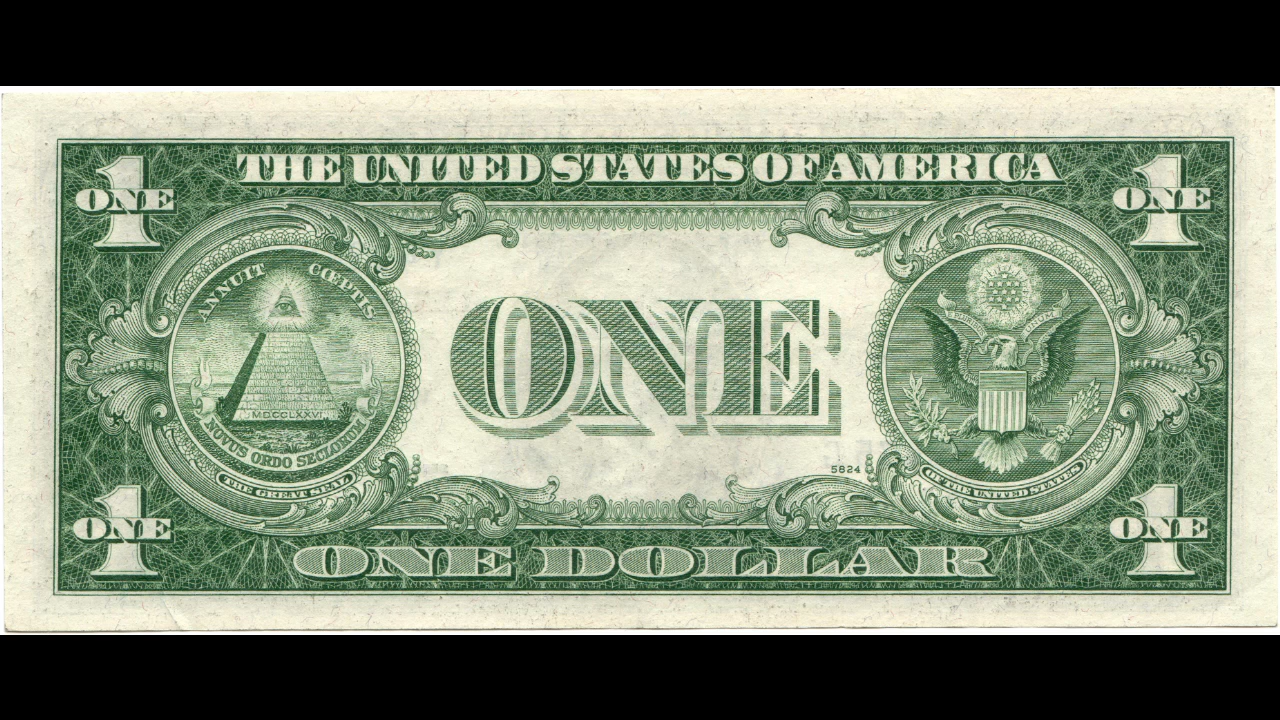 THE UNITED STATES OF AMERICA
1 ONE
1 ONE
ANNUIT CŒPTIS
MDCCLXXVI
NOVUS ORDO SECLORUM
THE GREAT SEAL
ONE
5824
OF THE UNITED STATES
1 ONE
1 ONE
ONE DOLLAR